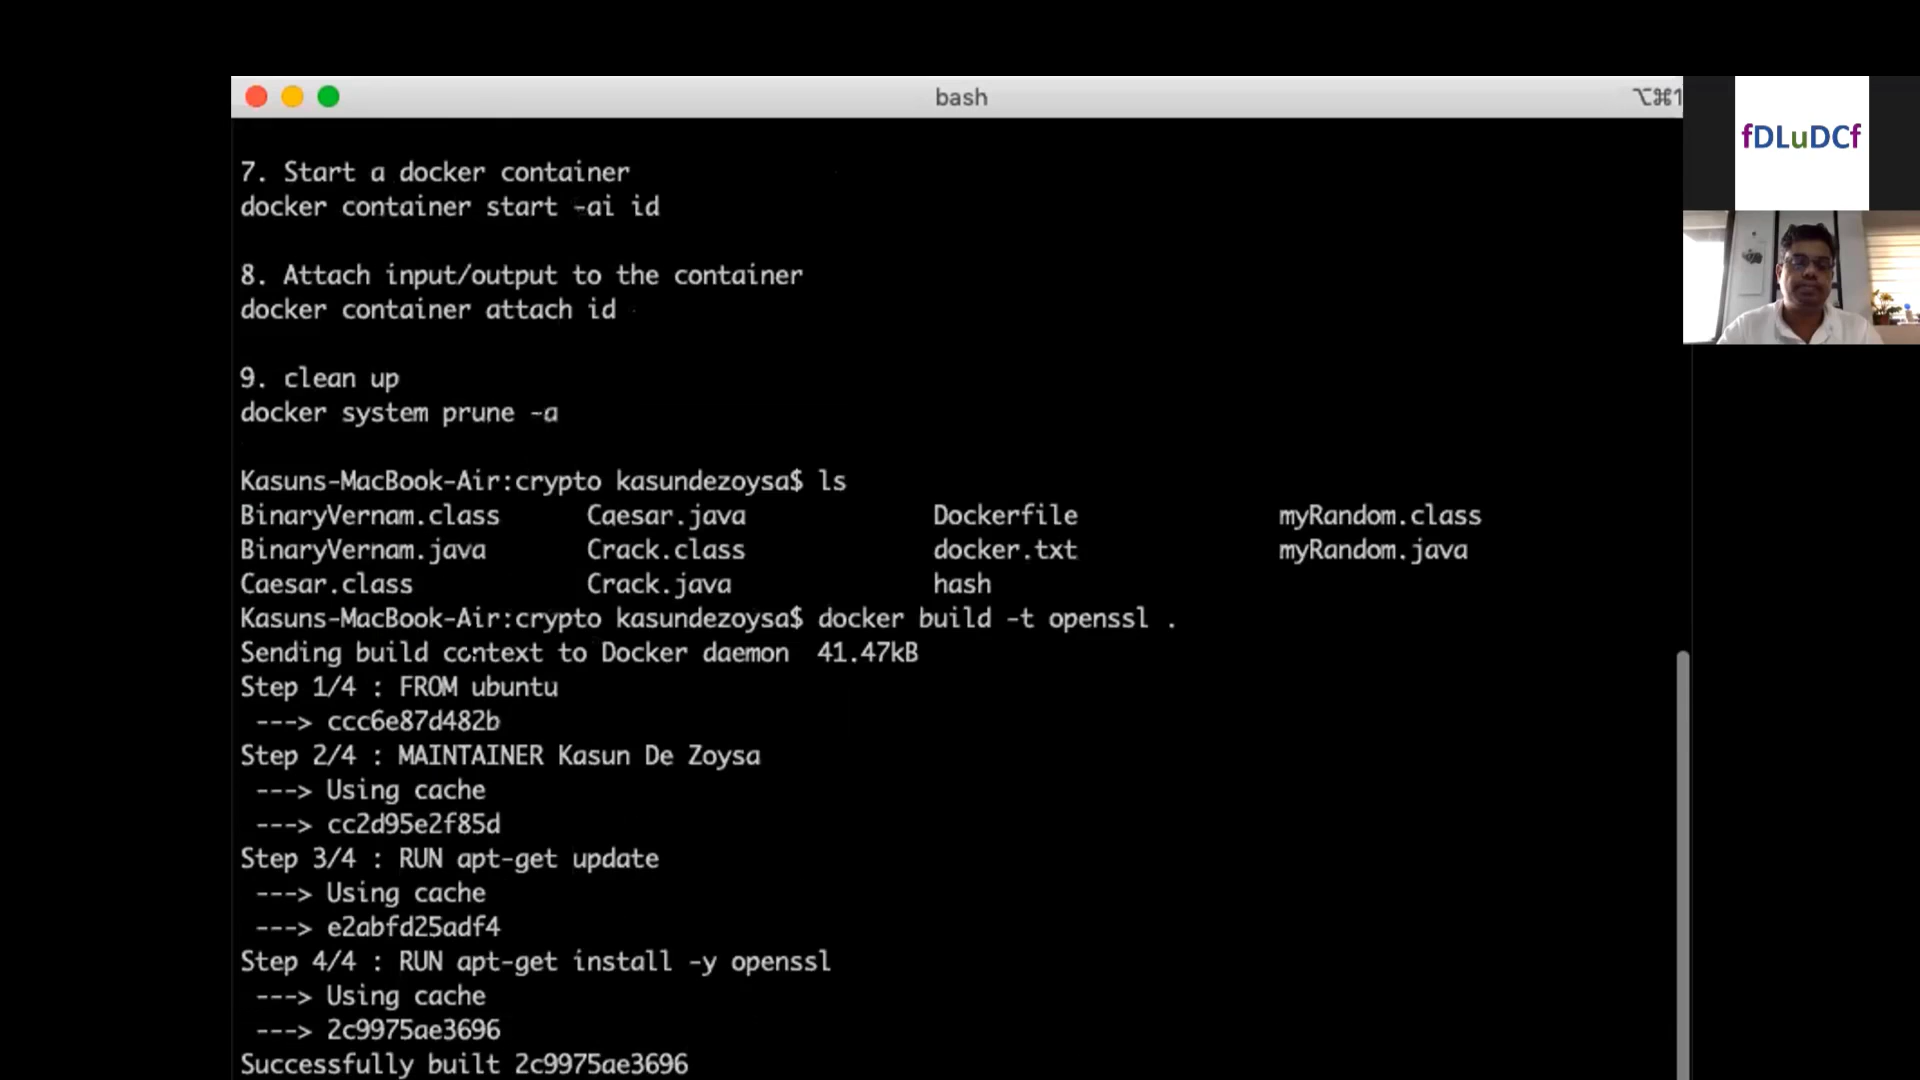 bash
⌥⌘1
fDLuDCf
7. Start a docker container
docker container start -ai id
8. Attach input/output to the container
docker container attach id
9. clean up
docker system prune -a
Kasuns-MacBook-Air:crypto kasundezoysa$ ls
BinaryVernam.class Caesar.java Dockerfile myRandom.class
BinaryVernam.java Crack.class docker.txt myRandom.java
Caesar.class Crack.java hash
Kasuns-MacBook-Air:crypto kasundezoysa$ docker build -t openssl .
Sending build context to Docker daemon 41.47kB
Step 1/4 : FROM ubuntu
---> ccc6e87d482b
Step 2/4 : MAINTAINER Kasun De Zoysa
---> Using cache
---> cc2d95e2f85d
Step 3/4 : RUN apt-get update
---> Using cache
---> e2abfd25adf4
Step 4/4 : RUN apt-get install -y openssl
---> Using cache
---> 2c9975ae3696
Successfully built 2c9975ae3696